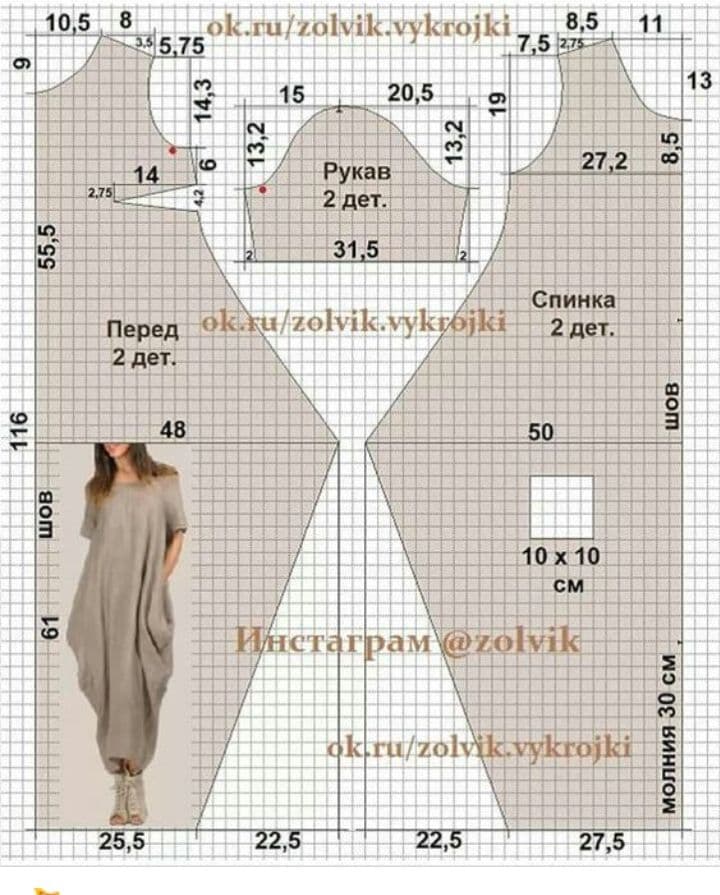 10,5
8
ok.ru/zolvik.vykrojki
8,5
11
3,5
5,75
7,5
2,75
9
13
14,3
15
20,5
19
13,2
13,2
8,5
6
Рукав
2 дет.
27,2
14
2,75
4,2
55,5
31,5
2
2
Спинка
2 дет.
ok.ru/zolvik.vykrojki
Перед
2 дет.
шов
116
48
50
шов
10 x 10
см
61
Инстаграм @zolvik
молния 30 см
ok.ru/zolvik.vykrojki
25,5
22,5
22,5
27,5